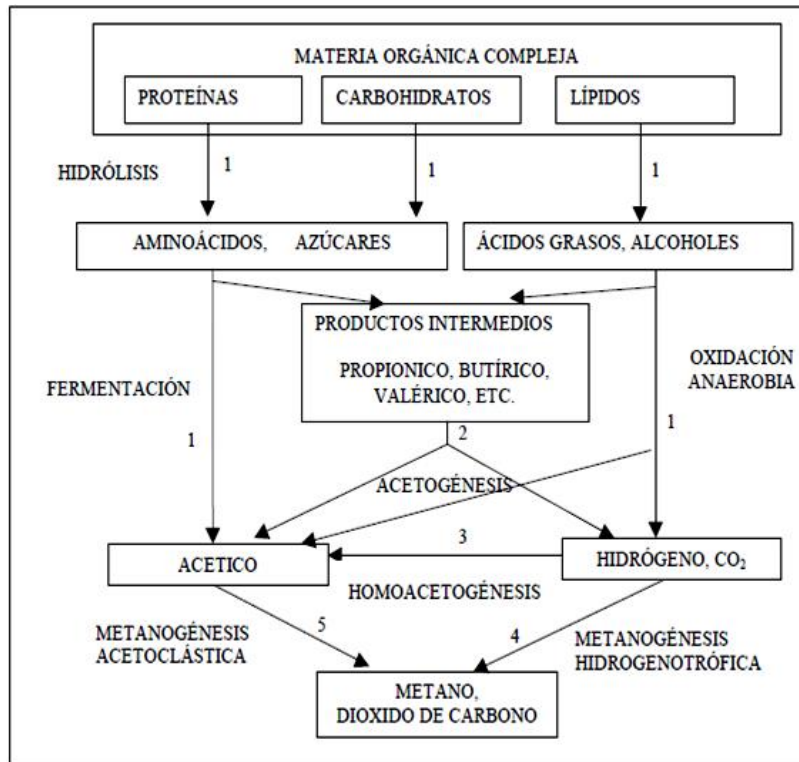 MATERIA ORGÁNICA COMPLEJA
PROTEÍNAS
CARBOHIDRATOS
LÍPIDOS
HIDRÓLISIS
1
1
1
AMINOÁCIDOS, AZÚCARES
ÁCIDOS GRASOS, ALCOHOLES
PRODUCTOS INTERMEDIOS
PROPIONICO, BUTÍRICO,
VALÉRICO, ETC.
OXIDACIÓN
ANAEROBIA
FERMENTACIÓN
1
2
1
ACETOGÉNESIS
3
ACETICO
HIDRÓGENO, CO₂
HOMOACETOGÉNESIS
METANOGÉNESIS
ACETOCLÁSTICA
5
4
METANOGÉNESIS
HIDROGENOTRÓFICA
METANO,
DIOXIDO DE CARBONO